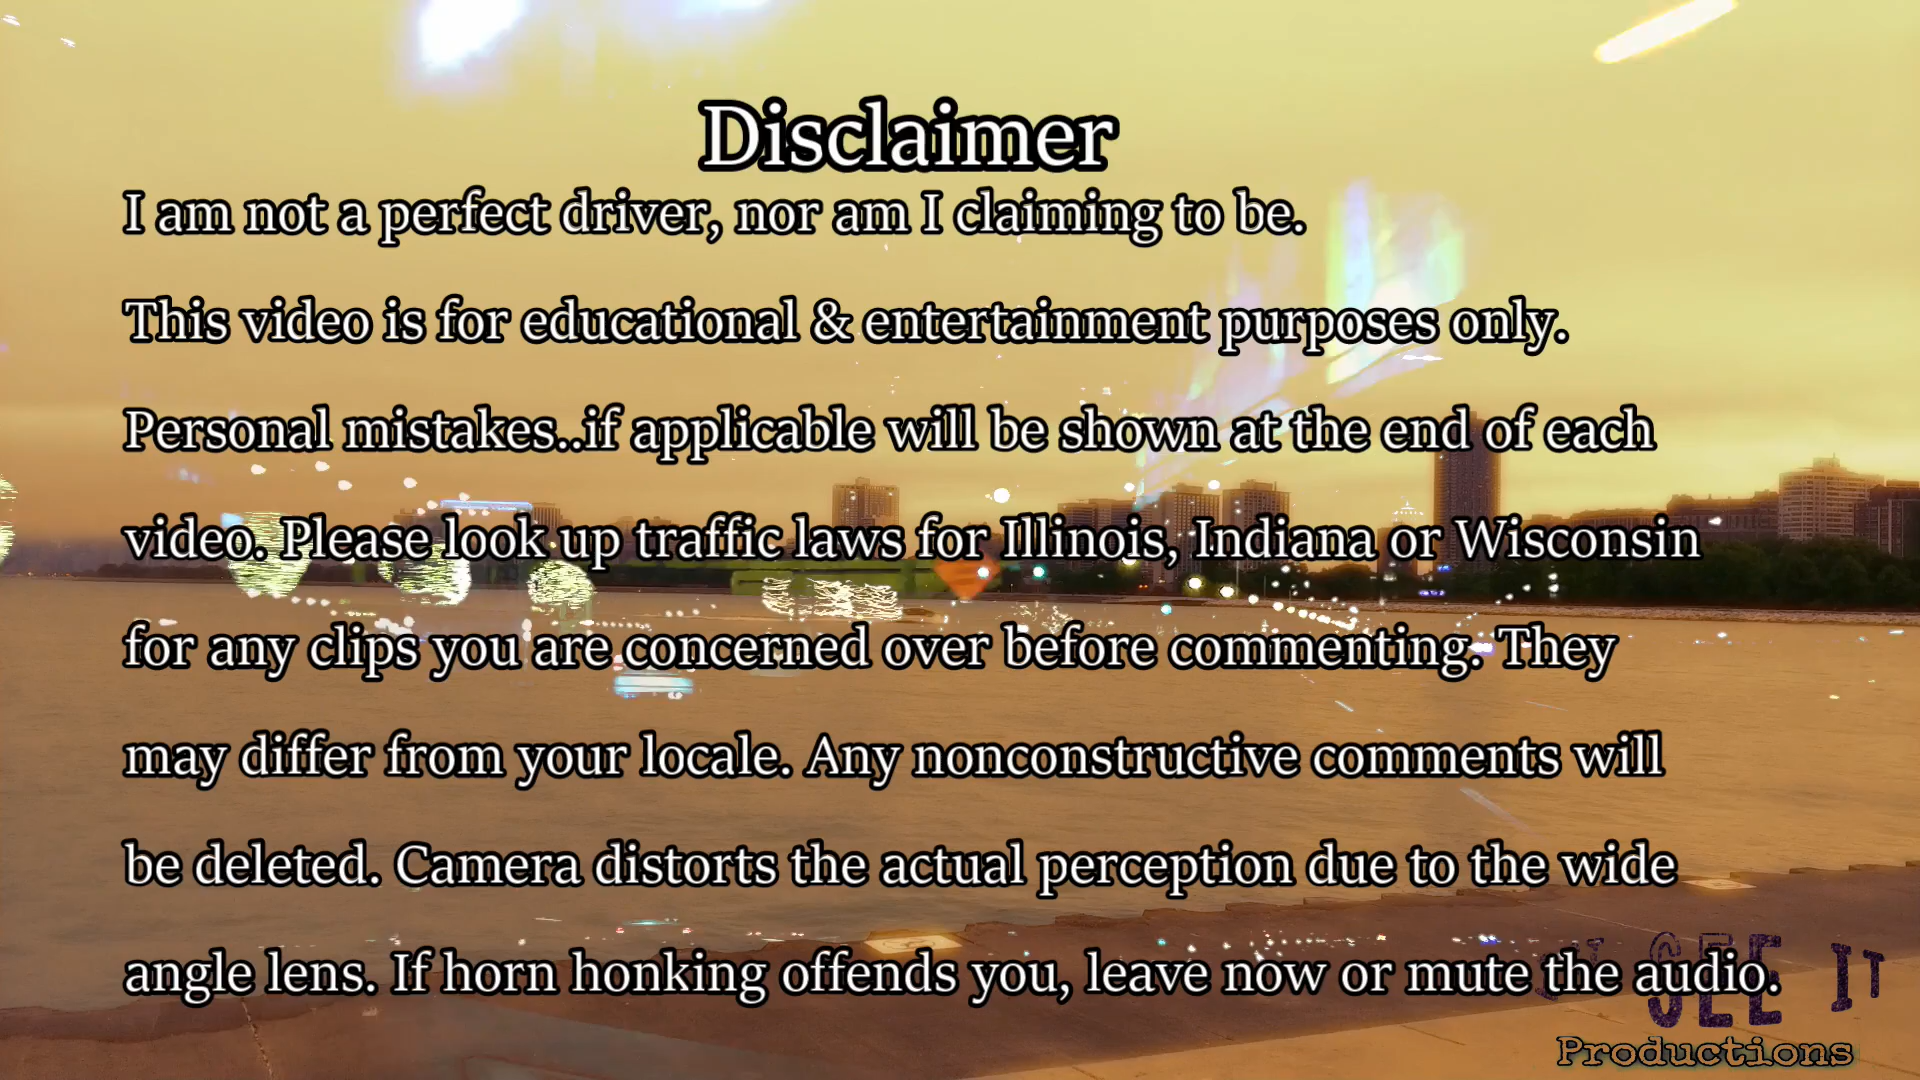 Disclaimer
I am not a perfect driver, nor am I claiming to be.
This video is for educational & entertainment purposes only.
Personal mistakes..if applicable will be shown at the end of each
video. Please look up traffic laws for Illinois, Indiana or Wisconsin
for any clips you are concerned over before commenting. They
may differ from your locale. Any nonconstructive comments will
be deleted. Camera distorts the actual perception due to the wide
angle lens. If horn honking offends you, leave now or mute the audio.
SEE IT
Productions